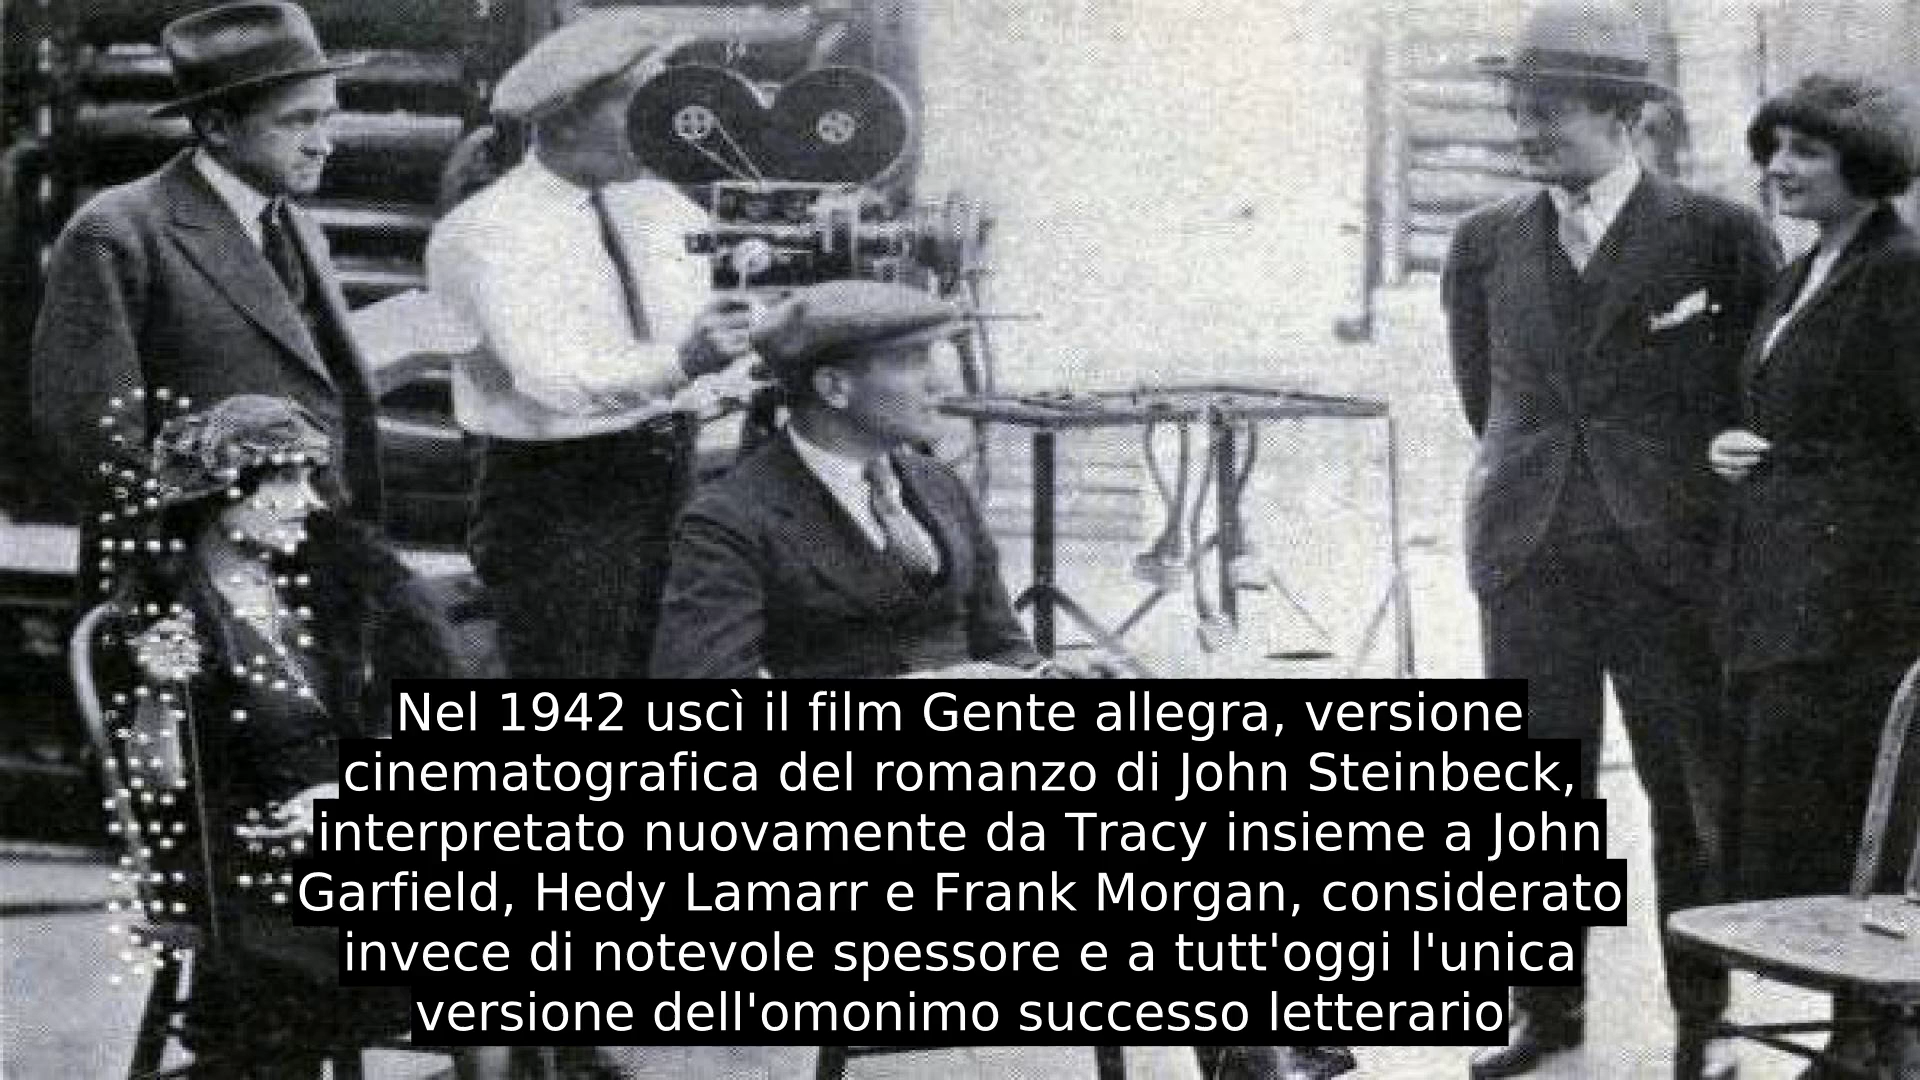 Nel 1942 uscì il film Gente allegra, versione
cinematografica del romanzo di John Steinbeck,
interpretato nuovamente da Tracy insieme a John
Garfield, Hedy Lamarr e Frank Morgan, considerato
invece di notevole spessore e a tutt'oggi l'unica
versione dell'omonimo successo letterario